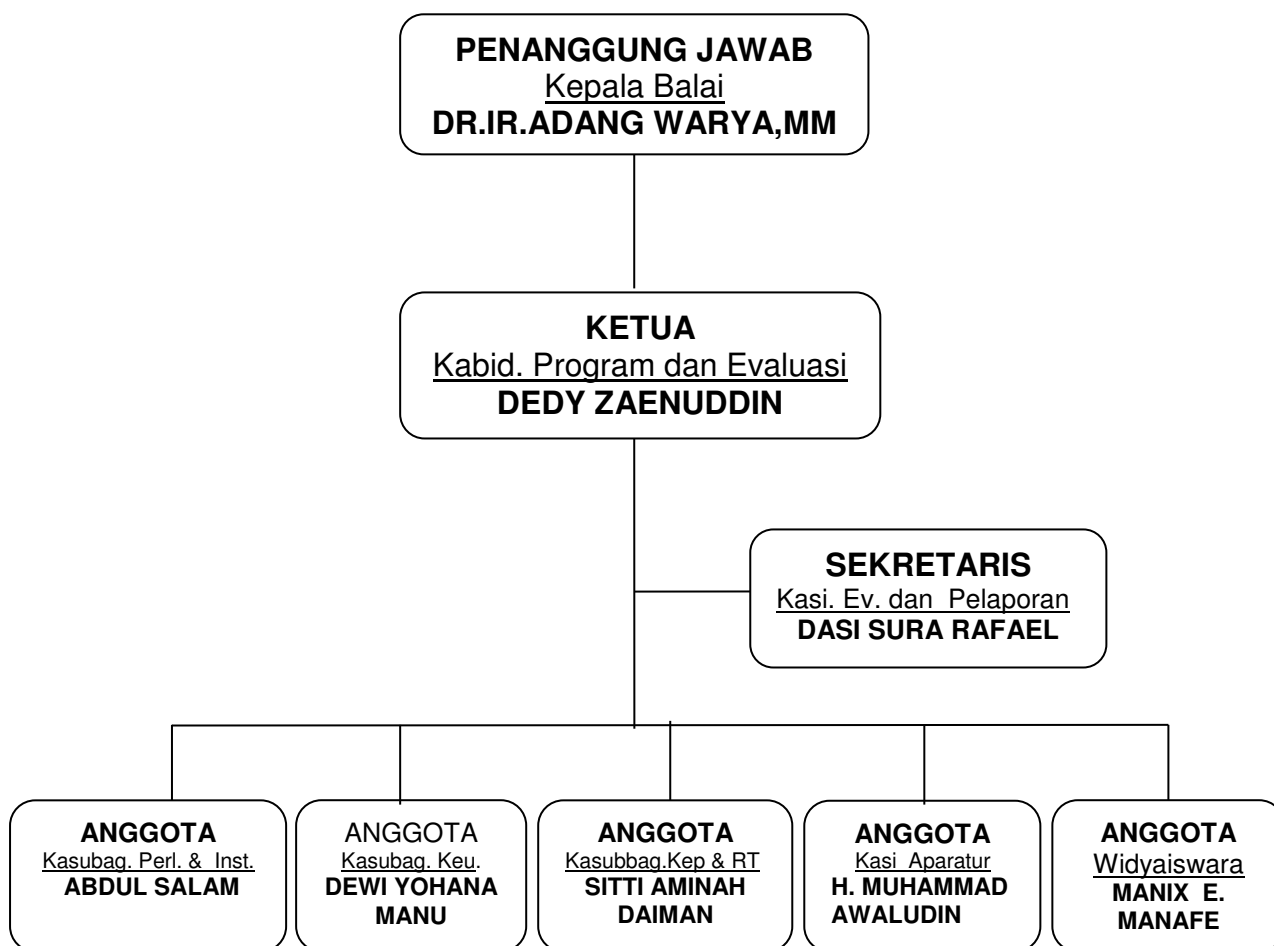 PENANGGUNG JAWAB
Kepala Balai
DR.IR.ADANG WARYA,MM
KETUA
Kabid. Program dan Evaluasi
DEDY ZAENUDDIN
SEKRETARIS
Kasi. Ev. dan Pelaporan
DASI SURA RAFAEL
ANGGOTA
Kasubag. Perl. & Inst.
ABDUL SALAM
ANGGOTA
Kasubag. Keu.
DEWI YOHANA
MANU
ANGGOTA
Kasubbag.Kep & RT
SITTI AMINAH
DAIMAN
ANGGOTA
Kasi Aparatur
H. MUHAMMAD
AWALUDIN
ANGGOTA
Widyaiswara
MANIX E.
MANAFE